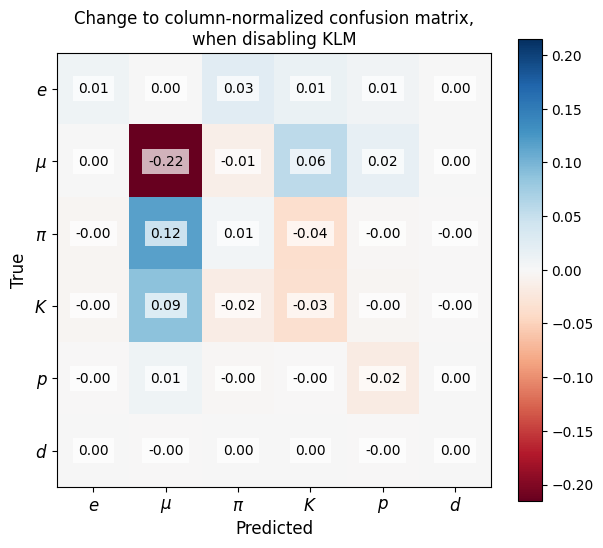 Change to column-normalized confusion matrix,
when disabling KLM
e 0.01 0.00 0.03 0.01 0.01 0.00
μ 0.00 -0.22 -0.01 0.06 0.02 0.00
π -0.00 0.12 0.01 -0.04 -0.00 -0.00
K -0.00 0.09 -0.02 -0.03 -0.00 -0.00
p -0.00 0.01 -0.00 -0.00 -0.02 0.00
d 0.00 -0.00 0.00 0.00 -0.00 0.00
e μ π K p d
True
Predicted
0.20
0.15
0.10
0.05
0.00
−0.05
−0.10
−0.15
−0.20